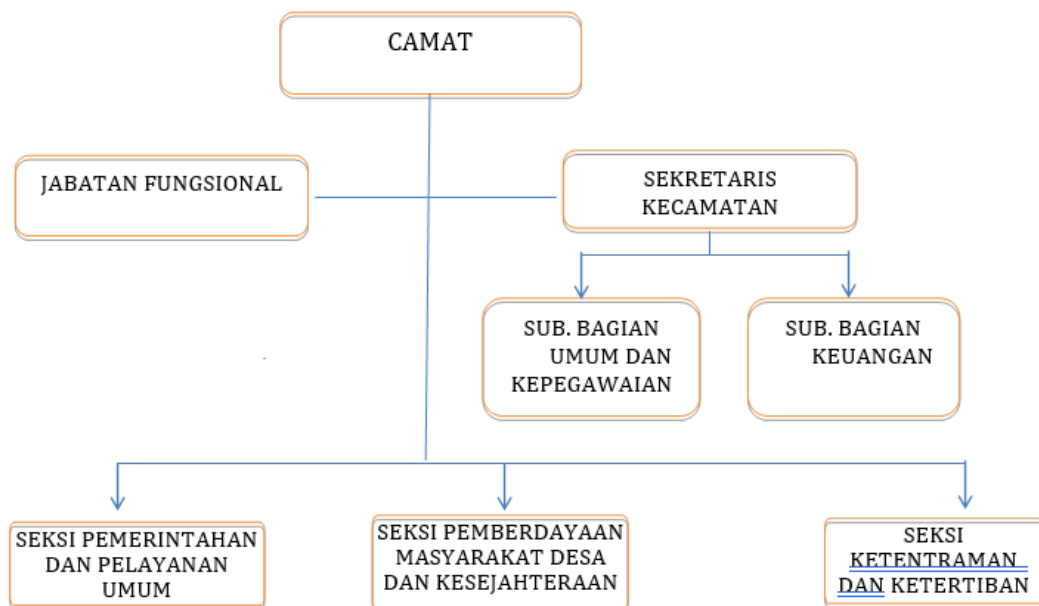 CAMAT
JABATAN FUNGSIONAL
SEKRETARIS
KECAMATAN
SUB. BAGIAN
UMUM DAN
KEPEGAWAIAN
SUB. BAGIAN
KEUANGAN
SEKSI PEMERINTAHAN
DAN PELAYANAN
UMUM
SEKSI PEMBERDAYAAN
MASYARAKAT DESA
DAN KESEJAHTERAAN
SEKSI
KETENTRAMAN
DAN KETERTIBAN